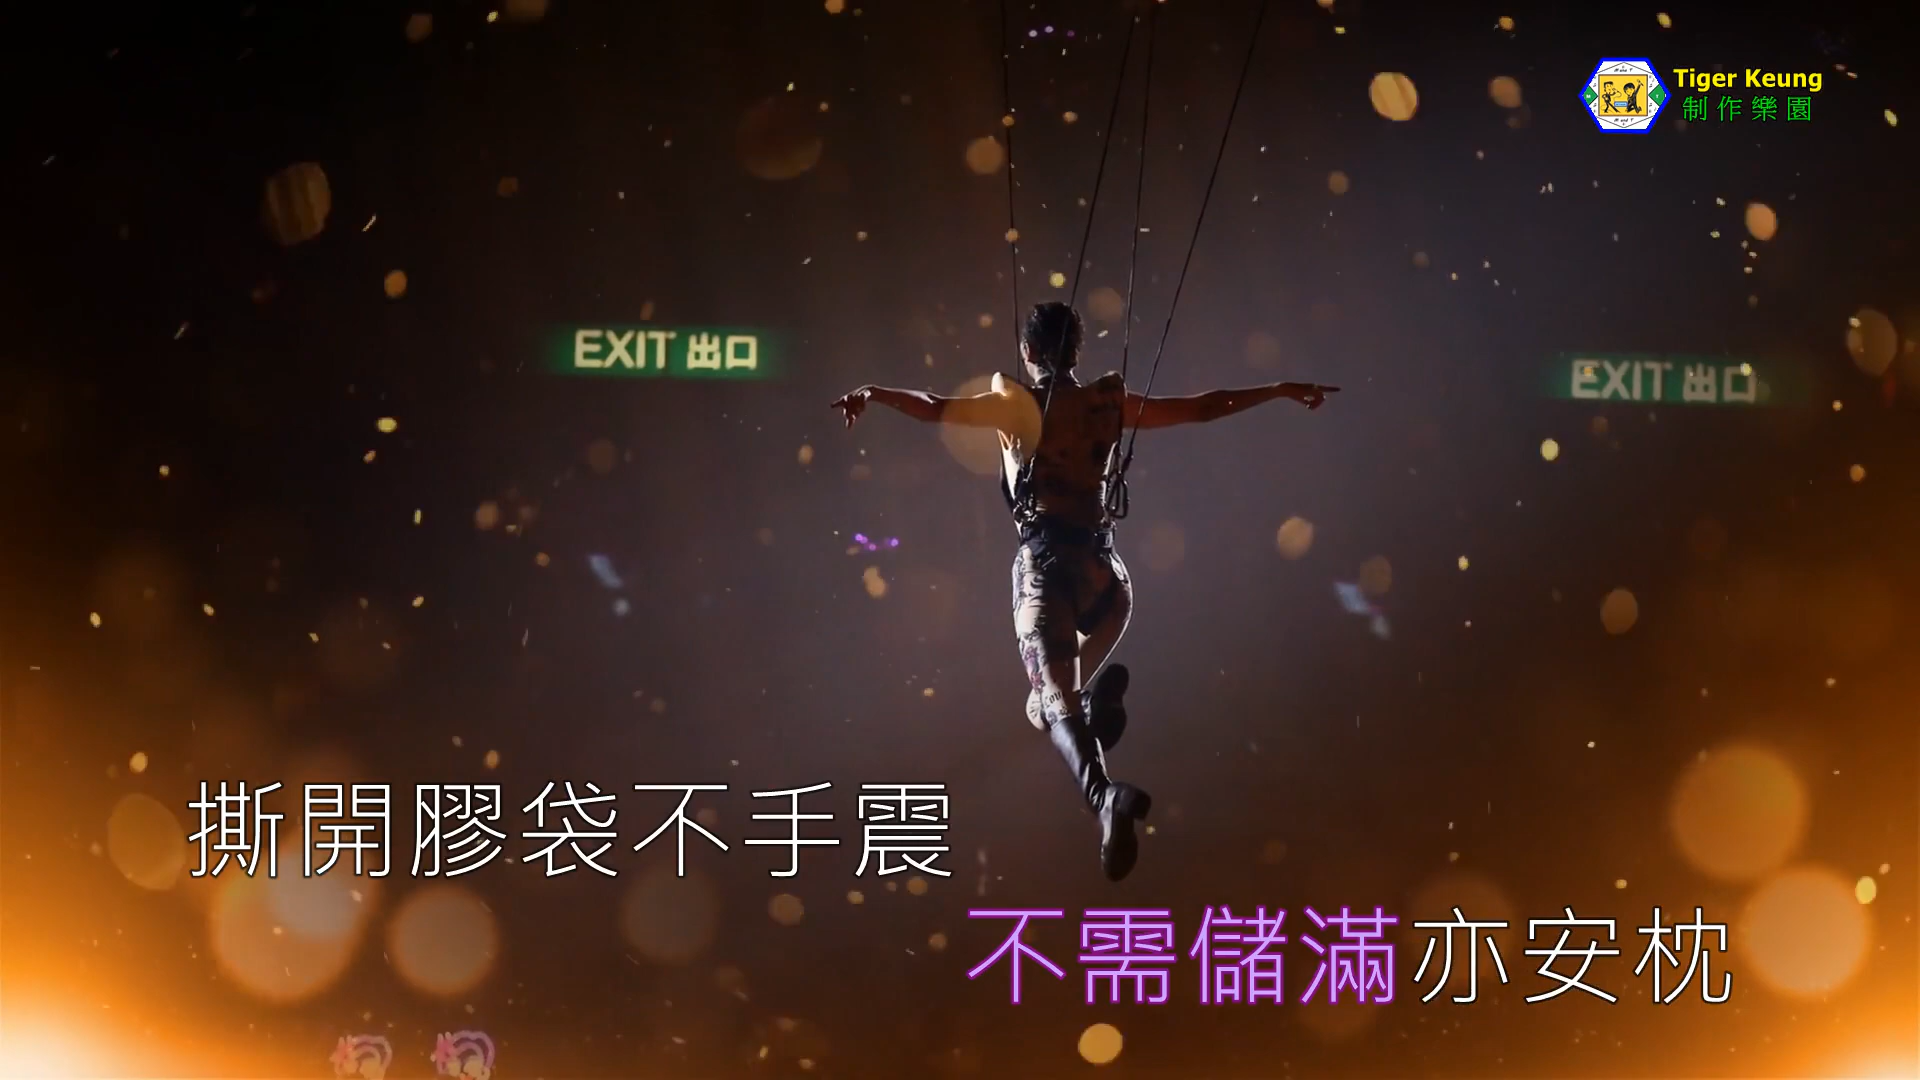 Tiger Keung
制作樂園
EXIT 出口
EXIT 出口
撕開膠袋不手震
不需儲滿亦安枕